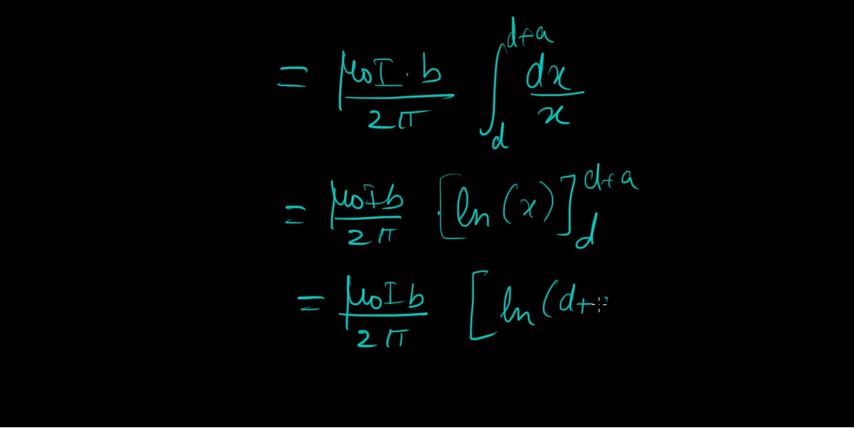 = μ₀I·b/2π ∫_d^{d+a} dx/x
= μ₀Ib/2π · [ln(x)]_d^{d+a}
= μ₀Ib/2π [ln(d+